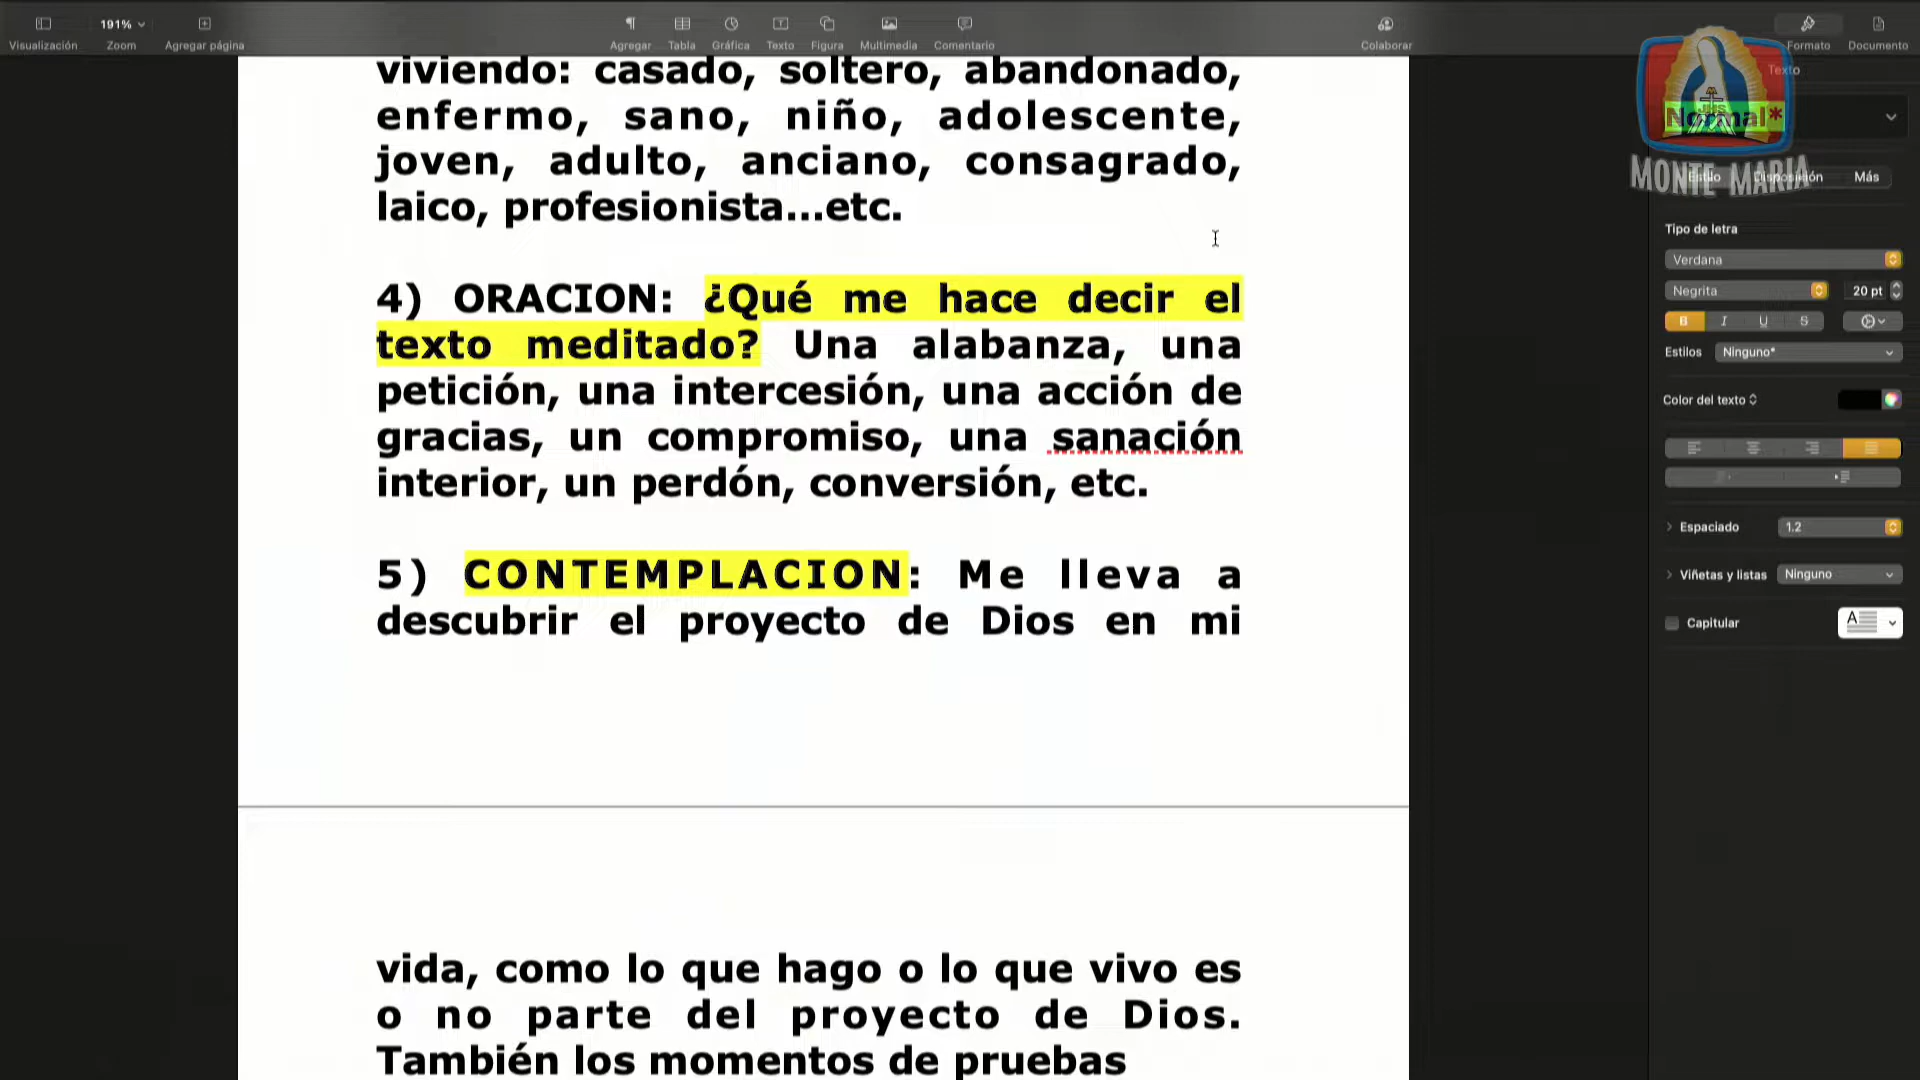 191%
Visualización
Zoom
Agregar página
Agregar
Tabla
Gráfica
Texto
Figura
Multimedia
Comentario
Colaborar
Formato
Documento
viviendo: casado, soltero, abandonado,
enfermo, sano, niño, adolescente,
joven, adulto, anciano, consagrado,
laico, profesionista...etc.
4) ORACION: ¿Qué me hace decir el
texto meditado? Una alabanza, una
petición, una intercesión, una acción de
gracias, un compromiso, una sanación
interior, un perdón, conversión, etc.
5) CONTEMPLACION: Me lleva a
descubrir el proyecto de Dios en mi
vida, como lo que hago o lo que vivo es
o no parte del proyecto de Dios.
También los momentos de pruebas
Texto
JHS
Normal*
MONTE MARIA
Estilo
Disposición
Más
Tipo de letra
Verdana
Negrita
20 pt
B I U S
Estilos
Ninguno*
Color del texto
Espaciado
1.2
Viñetas y listas
Ninguno
Capitular
A